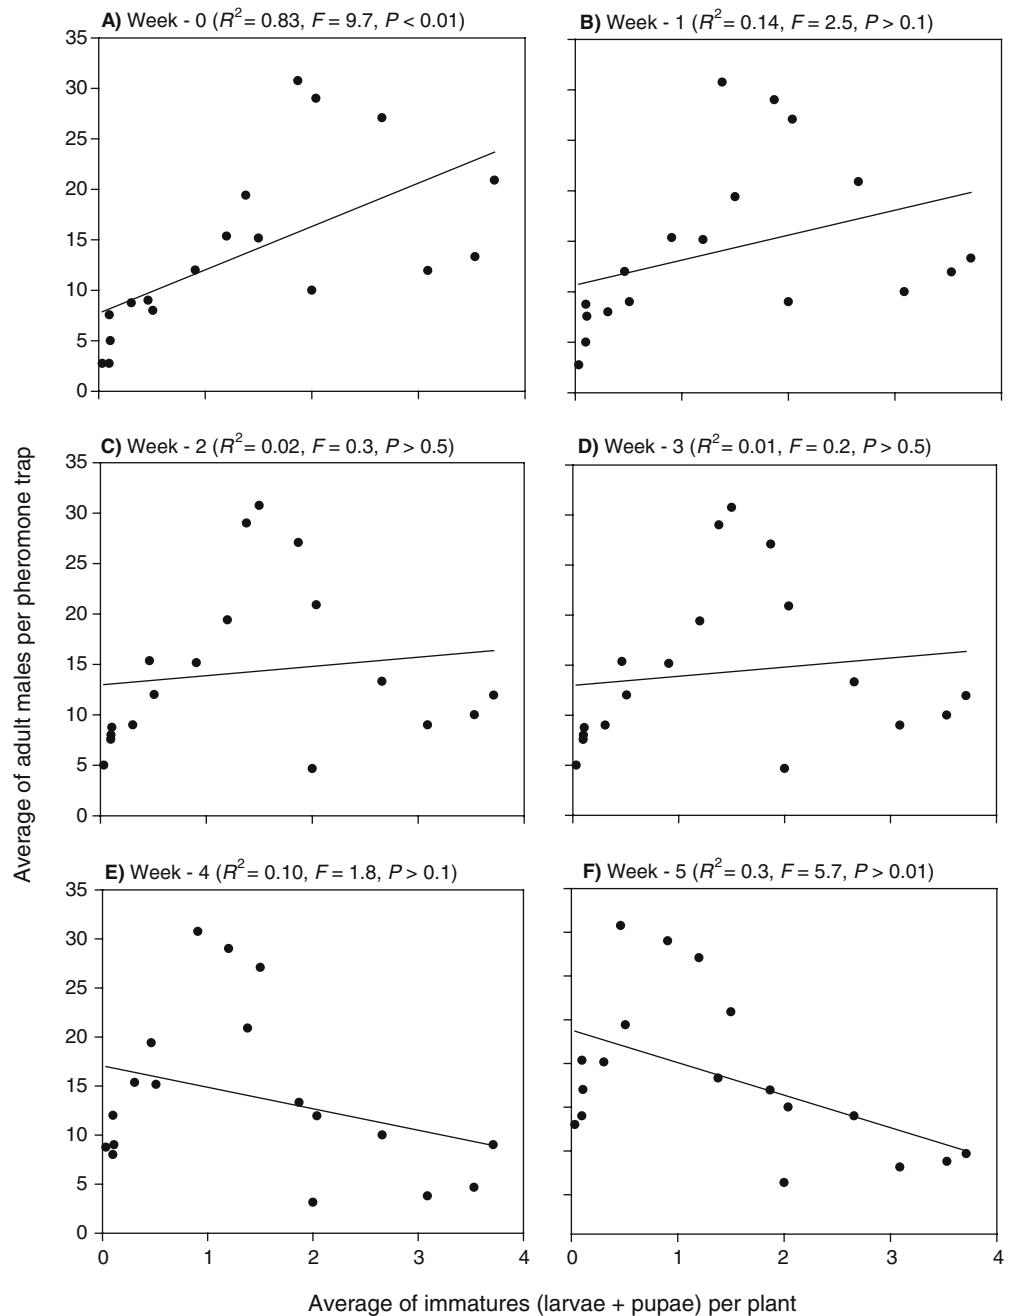 A) Week - 0 (R² = 0.83, F = 9.7, P < 0.01)
B) Week - 1 (R² = 0.14, F = 2.5, P > 0.1)
35
30
25
20
15
10
5
0
C) Week - 2 (R² = 0.02, F = 0.3, P > 0.5)
D) Week - 3 (R² = 0.01, F = 0.2, P > 0.5)
35
30
25
20
15
10
5
0
Average of adult males per pheromone trap
E) Week - 4 (R² = 0.10, F = 1.8, P > 0.1)
F) Week - 5 (R² = 0.3, F = 5.7, P > 0.01)
35
30
25
20
15
10
5
0
0 1 2 3 4
0 1 2 3 4
Average of immatures (larvae + pupae) per plant